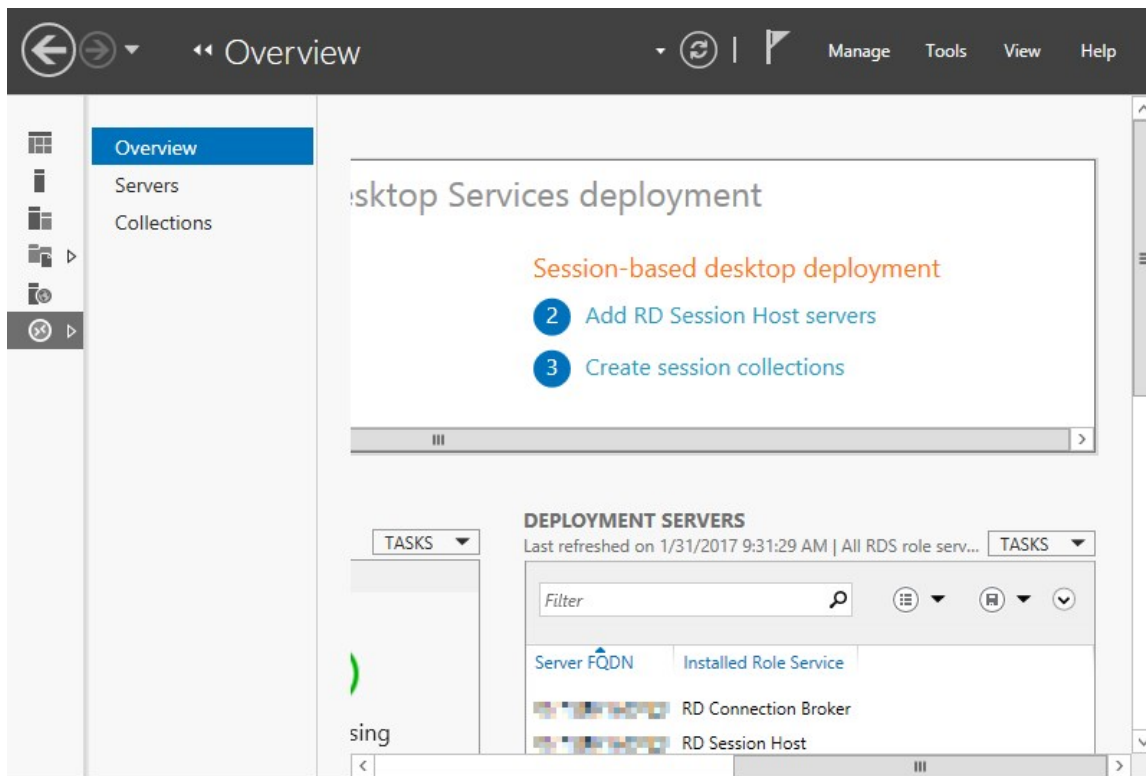 Overview
Manage Tools View Help
Overview
Servers
Collections
sktop Services deployment
Session-based desktop deployment
2 Add RD Session Host servers
3 Create session collections
TASKS
sing
DEPLOYMENT SERVERS
Last refreshed on 1/31/2017 9:31:29 AM | All RDS role serv... TASKS
Filter
Server FQDN Installed Role Service
RD Connection Broker
RD Session Host